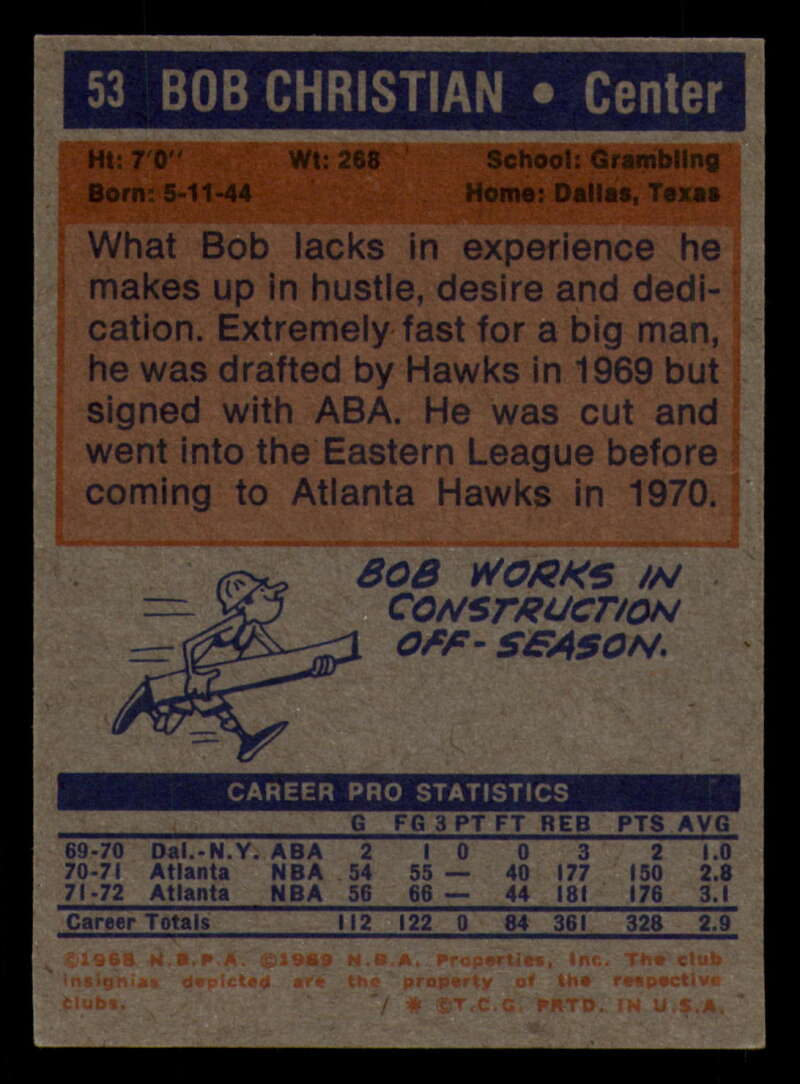 53 BOB CHRISTIAN • Center
Ht: 7'0" Wt: 268 School: Grambling
Born: 5-11-44 Home: Dallas, Texas
What Bob lacks in experience he
makes up in hustle, desire and dedi-
cation. Extremely fast for a big man,
he was drafted by Hawks in 1969 but
signed with ABA. He was cut and
went into the Eastern League before
coming to Atlanta Hawks in 1970.
BOB WORKS IN
CONSTRUCTION
OFF-SEASON.
CAREER PRO STATISTICS
G FG 3 PT FT REB PTS AVG
69-70 Dal.-N.Y. ABA 2 1 0 0 3 2 1.0
70-71 Atlanta NBA 54 55 — 40 177 150 2.8
71-72 Atlanta NBA 56 66 — 44 181 176 3.1
Career Totals 112 122 0 84 361 328 2.9
©1968 N.B.P.A. ©1969 N.B.A. Properties, Inc. The club
insignias depicted are the property of the respective
clubs. * ©T.C.G. PRTD. IN U.S.A.